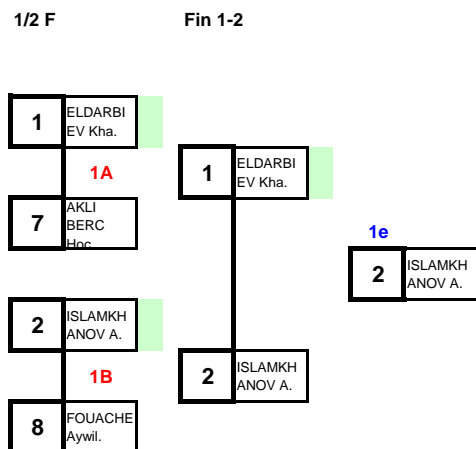 1/2 F
Fin 1-2
1
ELDARBI
EV Kha.
1A
7
AKLI
BERC
Hoc
2
ISLAMKH
ANOV A.
1B
8
FOUACHE
Aywil.
1
ELDARBI
EV Kha.
2
ISLAMKH
ANOV A.
1e
2
ISLAMKH
ANOV A.